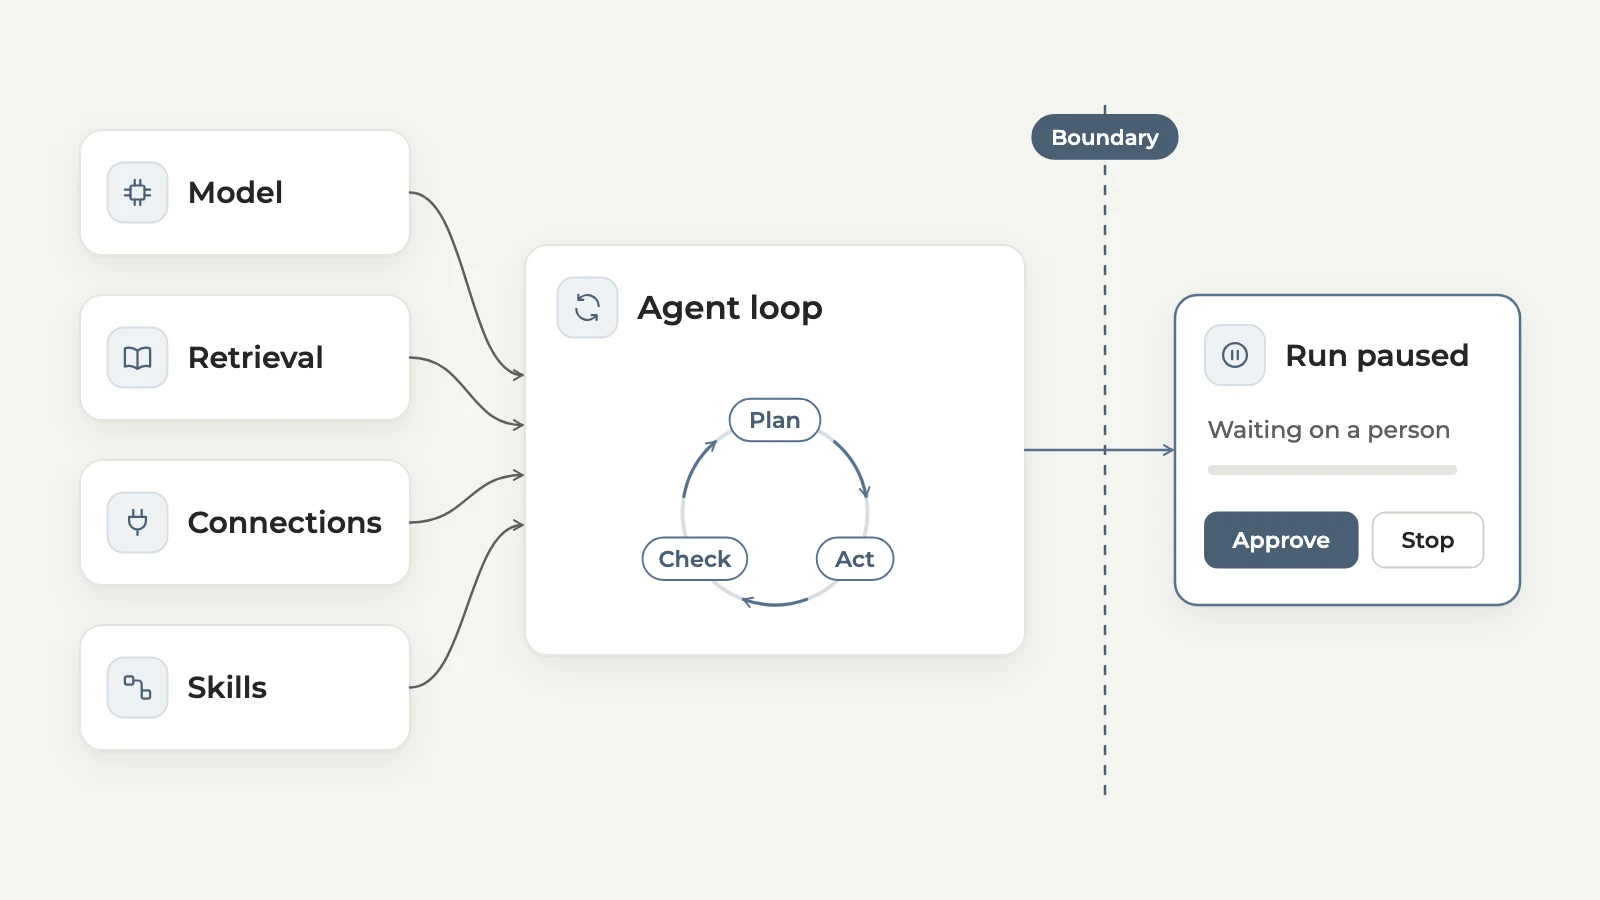 Model
Retrieval
Connections
Skills
Agent loop
Plan
Act
Check
Boundary
Run paused
Waiting on a person
Approve
Stop